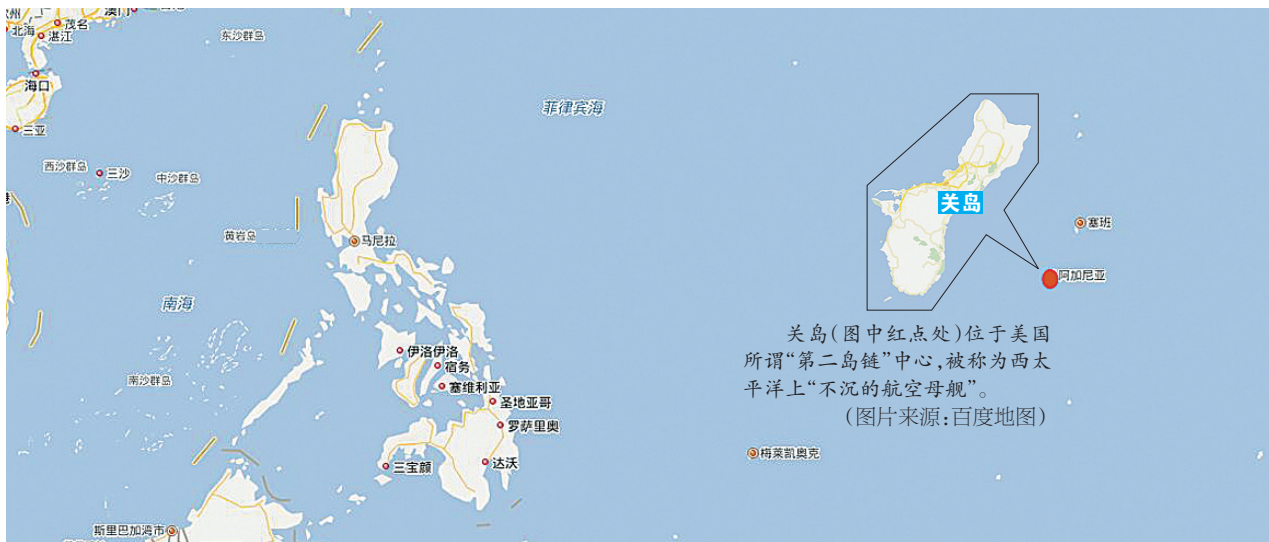 澳门
茂名
北海
湛江
东沙群岛
海口
菲律宾海
三亚
西沙群岛
三沙
中沙群岛
关岛
塞班
黄岩岛
马尼拉
阿加尼亚
南海
关岛(图中红点处)位于美国
所谓“第二岛链”中心,被称为西太
平洋上“不沉的航空母舰”。
(图片来源:百度地图)
伊洛伊洛
宿务
南沙群岛
塞维利亚
圣地亚哥
罗萨里奥
梅莱凯奥克
三宝颜
达沃
斯里巴加湾市